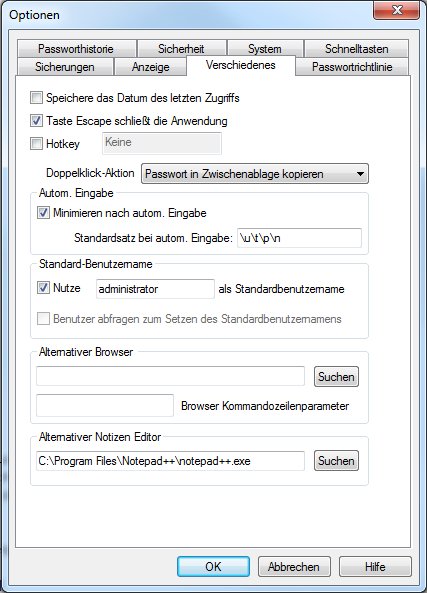 Optionen
Passworthistorie Sicherheit System Schnelltasten
Sicherungen Anzeige Verschiedenes Passwortrichtlinie
Speichere das Datum des letzten Zugriffs
Taste Escape schließt die Anwendung
Hotkey Keine
Doppelklick-Aktion Passwort in Zwischenablage kopieren
Autom. Eingabe
Minimieren nach autom. Eingabe
Standardsatz bei autom. Eingabe: \u\t\p\n
Standard-Benutzername
Nutze administrator als Standardbenutzername
Benutzer abfragen zum Setzen des Standardbenutzernamens
Alternativer Browser
Suchen
Browser Kommandozeilenparameter
Alternativer Notizen Editor
C:\Program Files\Notepad++\notepad++.exe Suchen
OK Abbrechen Hilfe